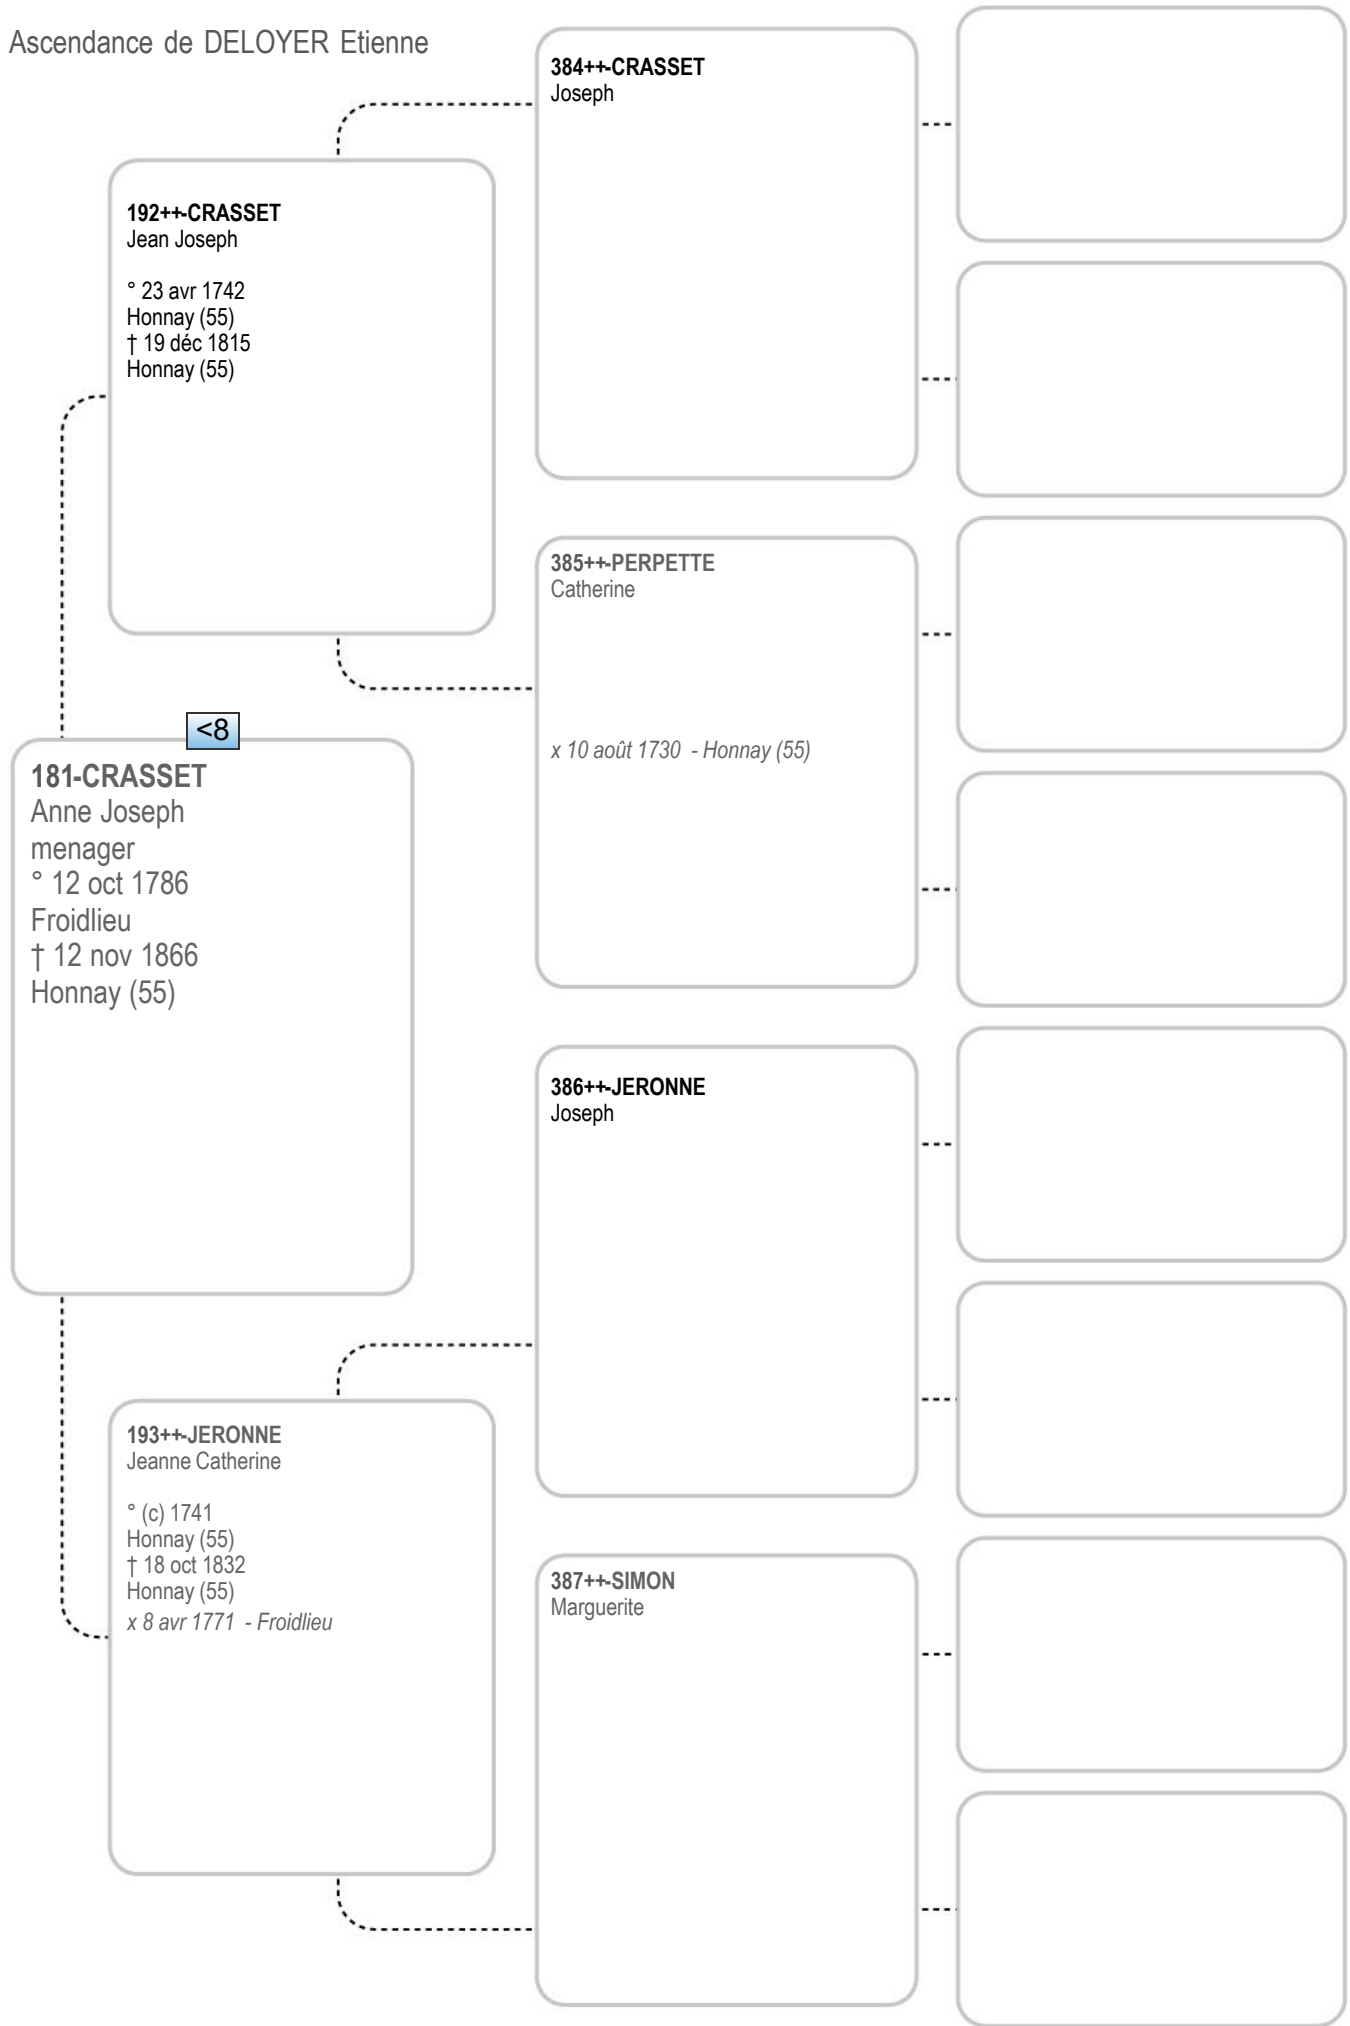 Ascendance de DELOYER Etienne
384++-CRASSET
Joseph
192++-CRASSET
Jean Joseph
° 23 avr 1742
Honnay (55)
† 19 déc 1815
Honnay (55)
385++-PERPETTE
Catherine
x 10 août 1730 - Honnay (55)
<8
181-CRASSET
Anne Joseph
menager
° 12 oct 1786
Froidlieu
† 12 nov 1866
Honnay (55)
386++-JERONNE
Joseph
193++-JERONNE
Jeanne Catherine
° (c) 1741
Honnay (55)
† 18 oct 1832
Honnay (55)
x 8 avr 1771 - Froidlieu
387++-SIMON
Marguerite